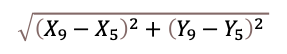 √((X₉ − X₅)² + (Y₉ − Y₅)²)